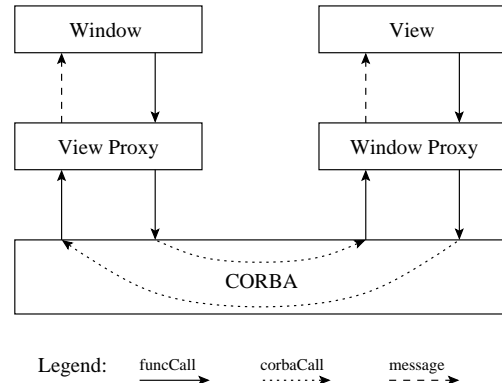 Window
View
View Proxy
Window Proxy
CORBA
Legend: funcCall corbaCall message